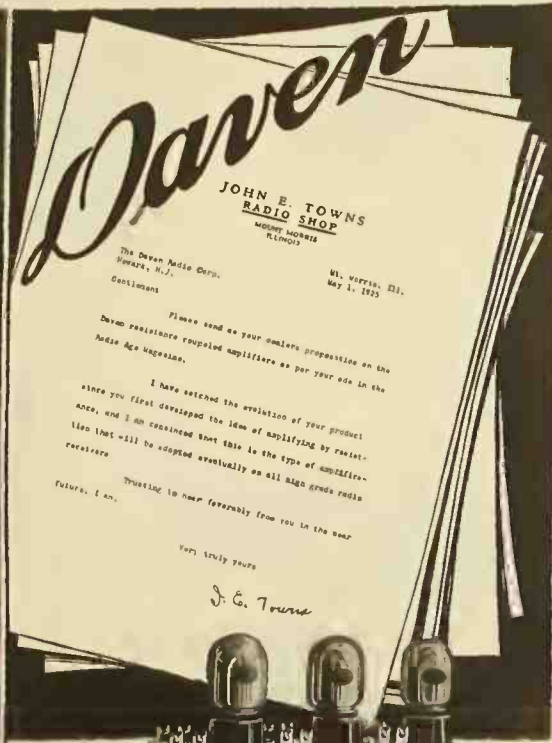 Daven
JOHN E. TOWNS
RADIO SHOP
MOUNT MORRIS
ILLINOIS
The Daven Radio Corp.
Newark, N.J.
Mt. Morris, Ill.
May 1, 1925
Gentlemen:
Please send me your dealers proposition on the
Daven resistance coupled amplifiers as per your ads in the
Radio Age Magazine.
I have watched the evolution of your product
since you first developed the idea of amplifying by resist-
ance, and I am convinced that this is the type of amplifica-
tion that will be adopted eventually on all high grade radio
receivers
Trusting to hear favorably from you in the near
future, I am,
Very truly yours
J. E. Towns